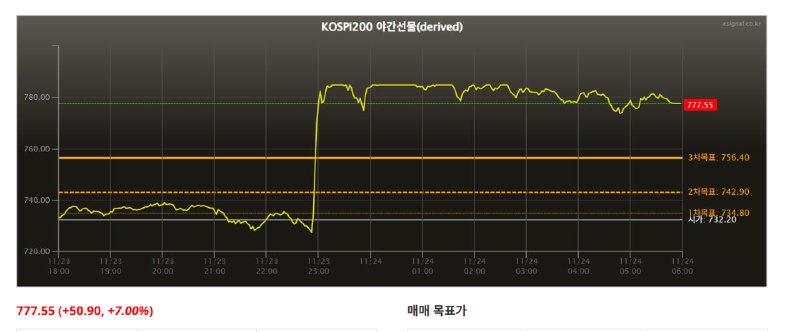 KOSPI200 야간선물(derived)
esignal.co.kr
780.00
777.55
760.00
3차목표: 756.40
2차목표: 742.90
740.00
1차목표: 734.80
시가: 732.20
720.00
11/23 11/23 11/23 11/23 11/23 11/23 11/24 11/24 11/24 11/24 11/24 11/24 11/24
18:00 19:00 20:00 21:00 22:00 23:00 00:00 01:00 02:00 03:00 04:00 05:00 06:00
777.55 (+50.90, +7.00%) 매매 목표가